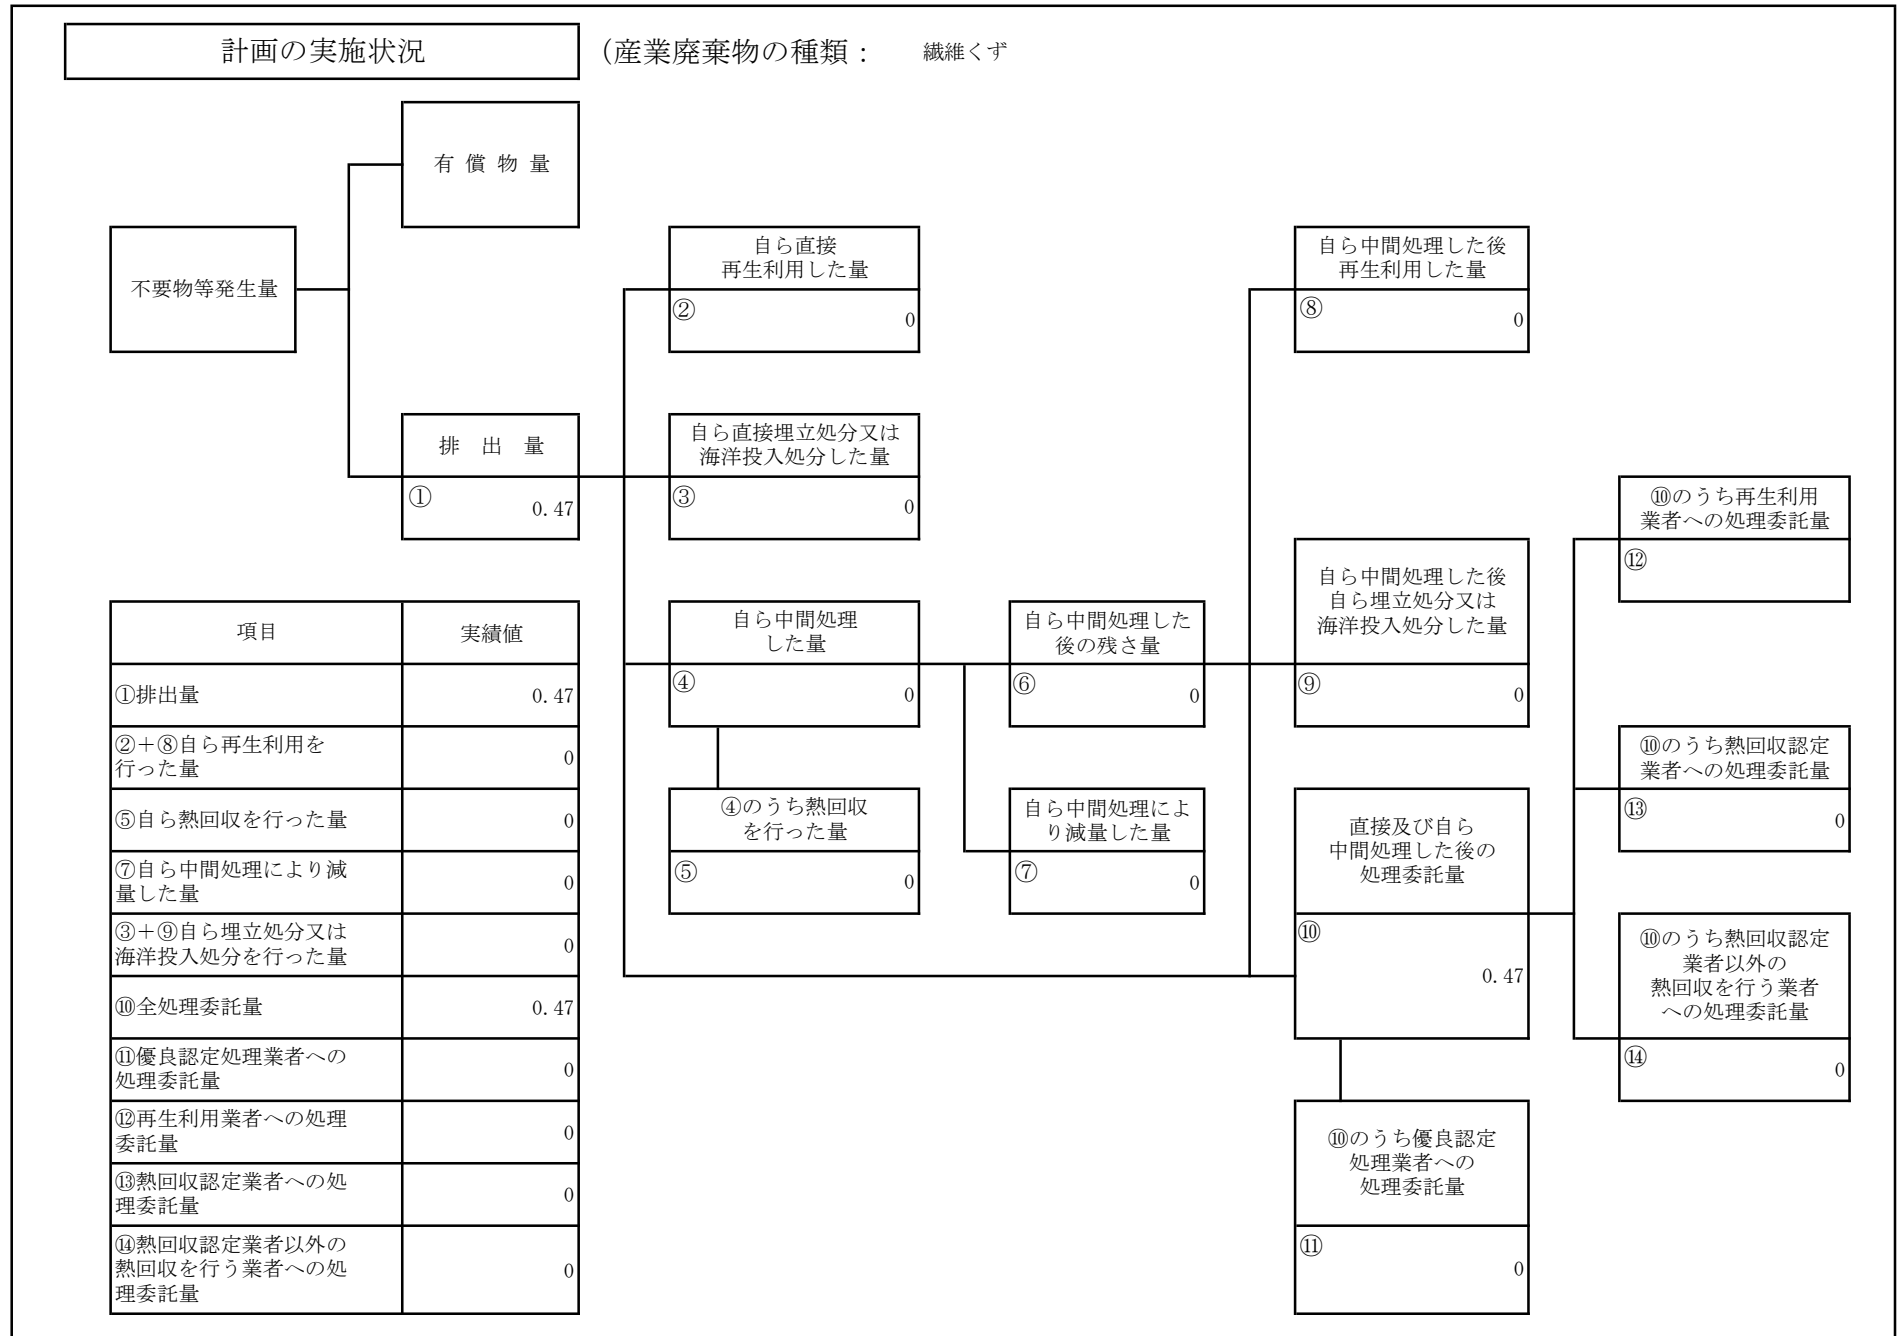 計画の実施状況
(産業廃棄物の種類： 繊維くず
有 償 物 量
不要物等発生量
自ら直接
再生利用した量
② 0
自ら中間処理した後
再生利用した量
⑧ 0
排 出 量
① 0.47
自ら直接埋立処分又は
海洋投入処分した量
③ 0
⑩のうち再生利用
業者への処理委託量
⑫
自ら中間処理した後
自ら埋立処分又は
海洋投入処分した量
⑨ 0
自ら中間処理
した量
④ 0
自ら中間処理した
後の残さ量
⑥ 0
⑩のうち熱回収認定
業者への処理委託量
⑬ 0
④のうち熱回収
を行った量
⑤ 0
自ら中間処理によ
り減量した量
⑦ 0
直接及び自ら
中間処理した後の
処理委託量
⑩
0.47
⑩のうち熱回収認定
業者以外の
熱回収を行う業者
への処理委託量
⑭ 0
⑩のうち優良認定
処理業者への
処理委託量
⑪
0
項目 実績値
①排出量 0.47
②＋⑧自ら再生利用を
行った量 0
⑤自ら熱回収を行った量 0
⑦自ら中間処理により減
量した量 0
③＋⑨自ら埋立処分又は
海洋投入処分を行った量 0
⑩全処理委託量 0.47
⑪優良認定処理業者への
処理委託量 0
⑫再生利用業者への処理
委託量 0
⑬熱回収認定業者への処
理委託量 0
⑭熱回収認定業者以外の
熱回収を行う業者への処 0
理委託量